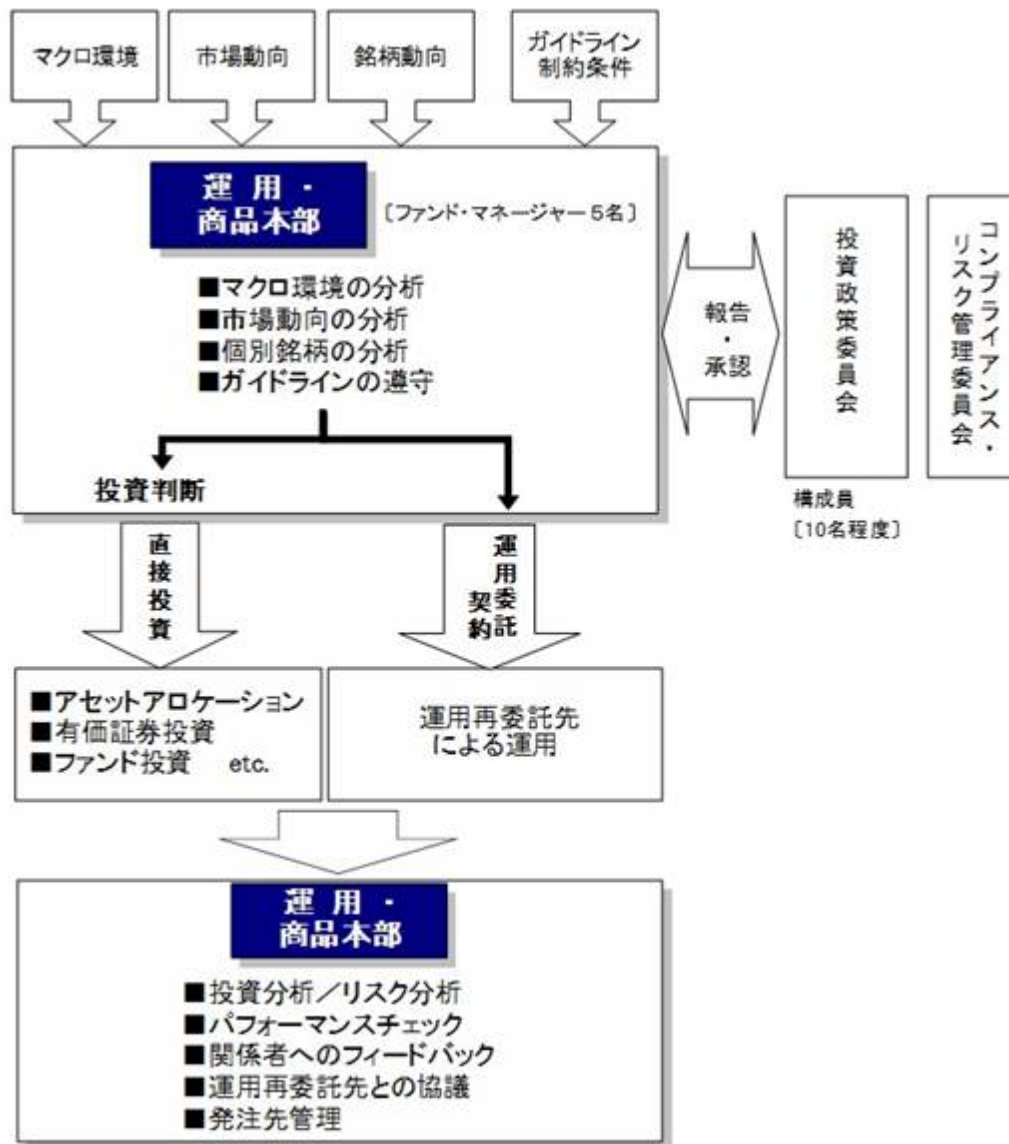 マクロ環境
市場動向
銘柄動向
ガイドライン
制約条件
運用・
商品本部
〔ファンド・マネージャー5名〕
■マクロ環境の分析
■市場動向の分析
■個別銘柄の分析
■ガイドラインの遵守
投資判断
報告
・
承認
投資政策委員会
コンプライアンス・
リスク管理委員会
構成員
〔10名程度〕
直接投資
運用委託
契約
■アセットアロケーション
■有価証券投資
■ファンド投資 etc.
運用再委託先
による運用
運用・
商品本部
■投資分析／リスク分析
■パフォーマンスチェック
■関係者へのフィードバック
■運用再委託先との協議
■発注先管理